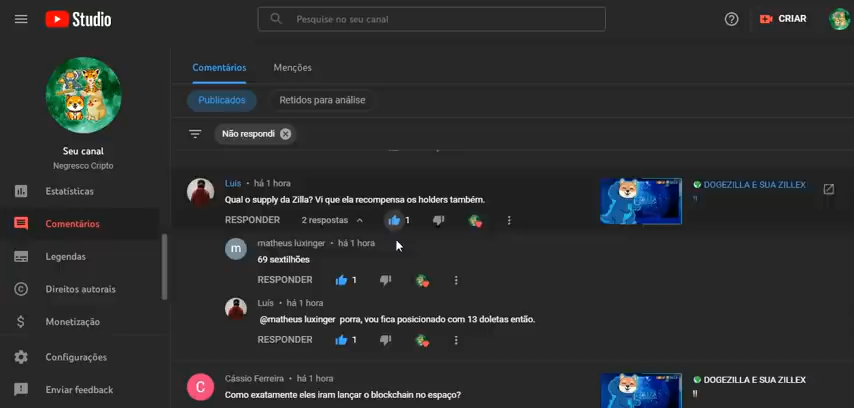 Studio
Pesquise no seu canal
CRIAR
Seu canal
Negresco Cripto
Estatísticas
Comentários
Legendas
Direitos autorais
Monetização
Configurações
Enviar feedback
Comentários Menções
Publicados Retidos para análise
Não respondi
Luís • há 1 hora
Qual o supply da Zilla? Vi que ela recompensa os holders também.
RESPONDER 2 respostas 1
DOGEZILLA E SUA ZILLEX
!!
m
matheus luxinger • há 1 hora
69 sextilhões
RESPONDER 1
Luís • há 1 hora
@matheus luxinger porra, vou fica posicionado com 13 doletas então.
RESPONDER 1
C
Cássio Ferreira • há 1 hora
Como exatamente eles iram lançar o blockchain no espaço?
DOGEZILLA E SUA ZILLEX
!!